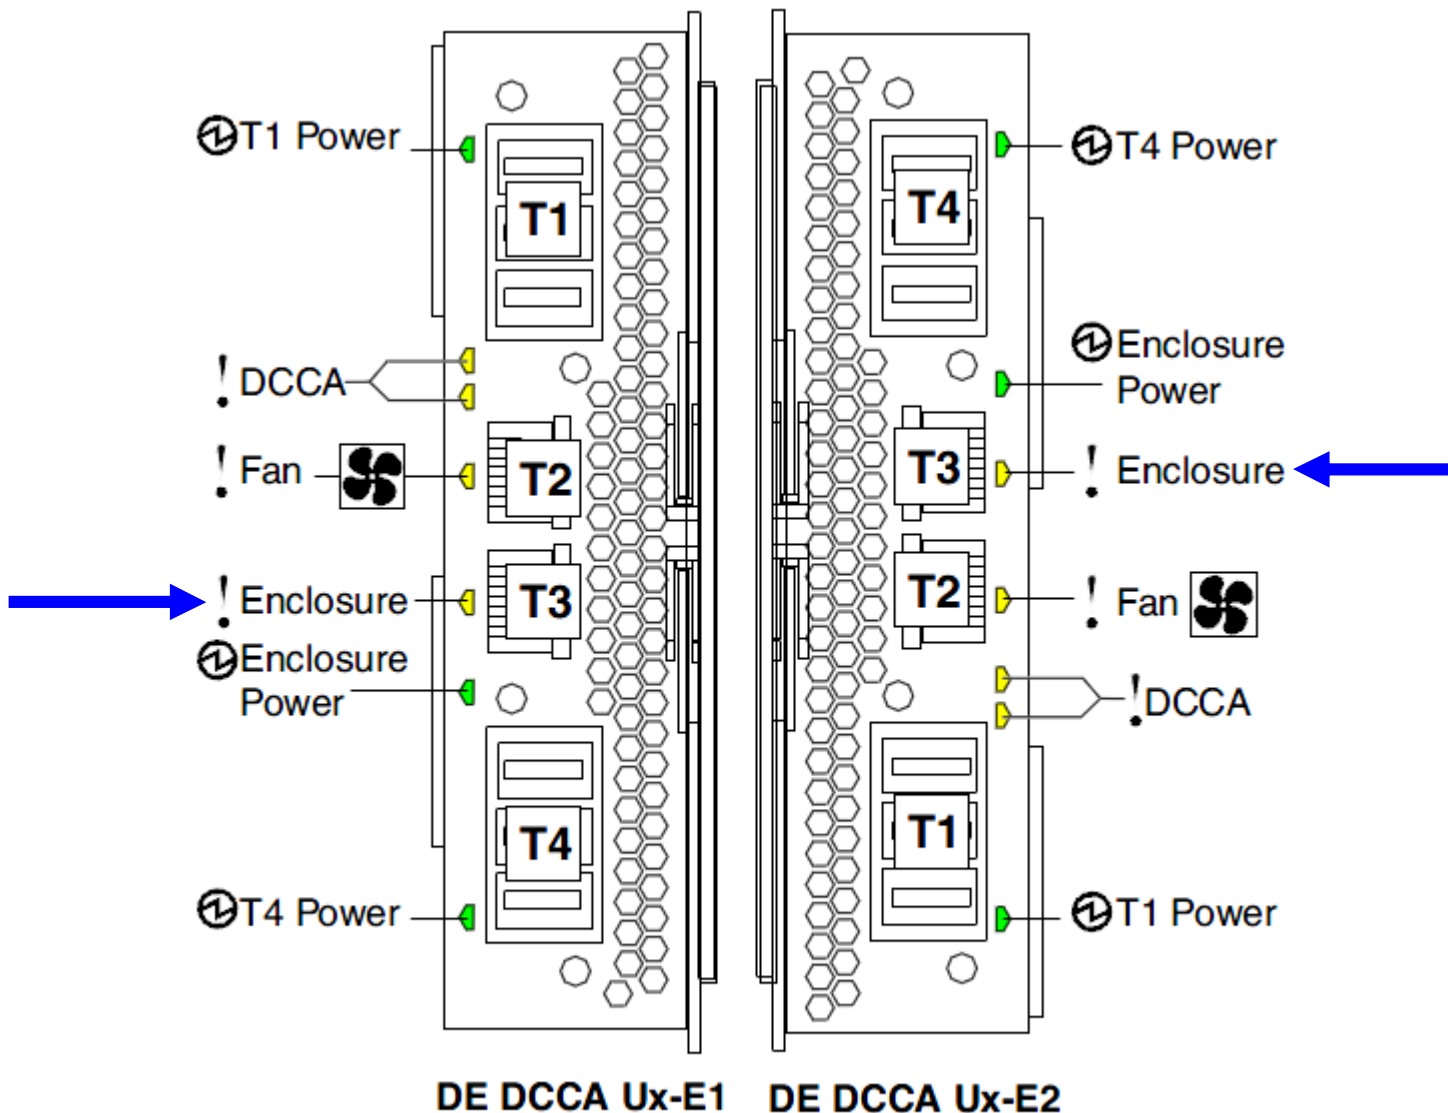 T1 Power
T1
! DCCA
! Fan
T2
! Enclosure
T3
Enclosure
Power
T4
T4 Power
DE DCCA Ux-E1
T4 Power
T4
Enclosure
Power
T3
! Enclosure
T2
! Fan
! DCCA
T1
T1 Power
DE DCCA Ux-E2